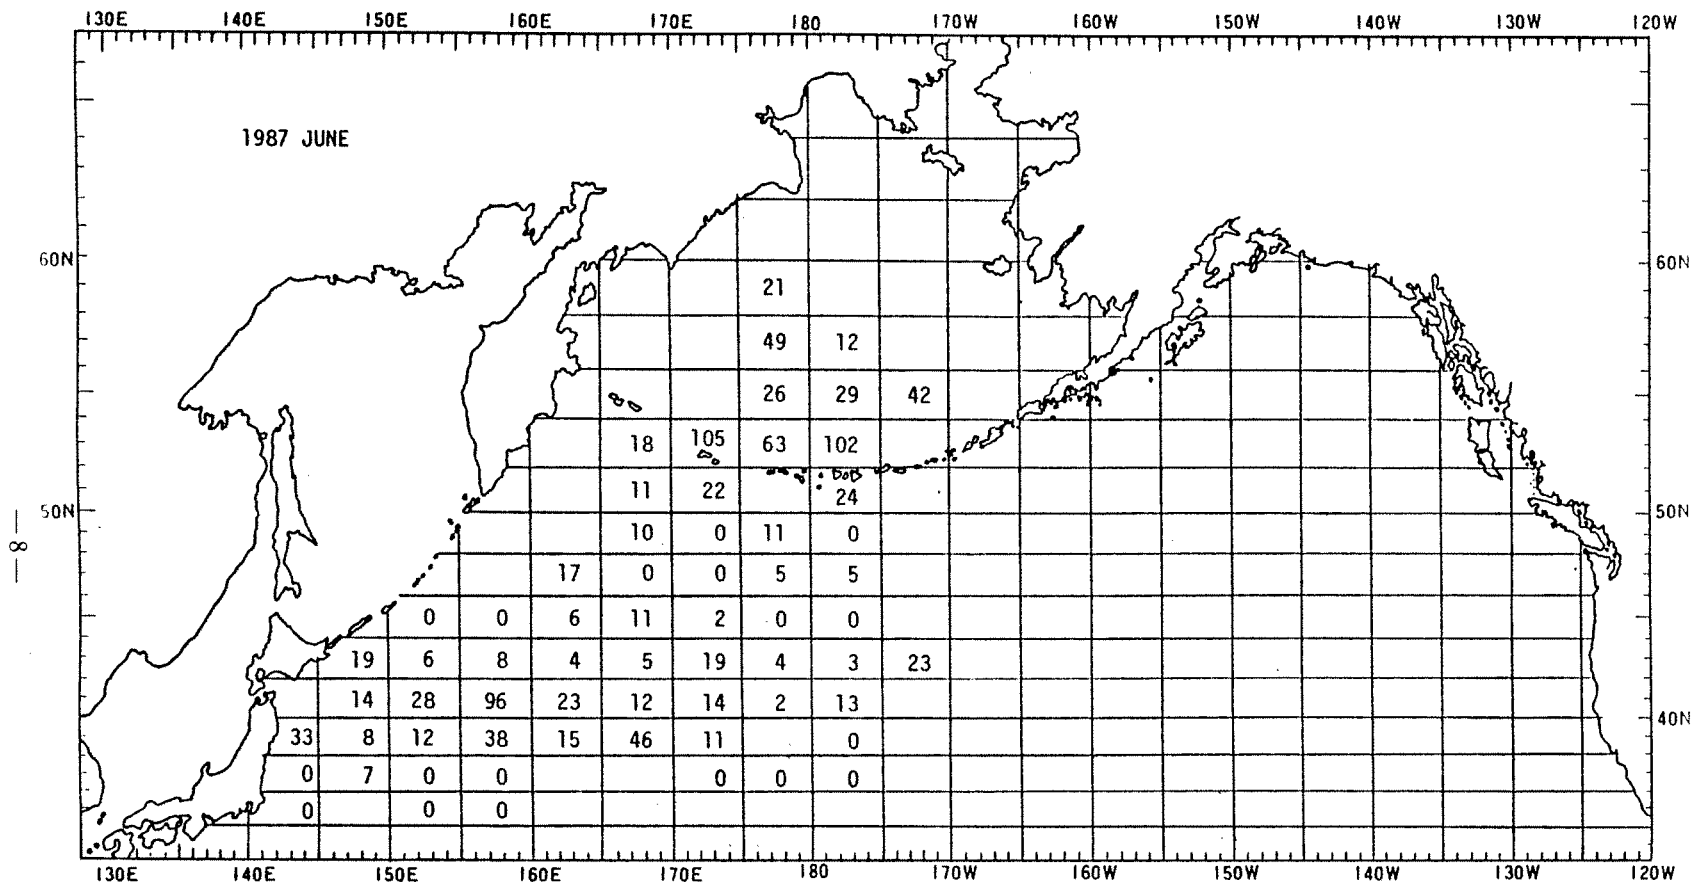 130E 140E 150E 160E 170E 180 170W 160W 150W 140W 130W 120W
1987 JUNE
60N 60N
21
49 12
26 29 42
18 105 63 102
11 22 24
50N 50N
10 0 11 0
— 8 —
17 0 0 5 5
0 0 6 11 2 0 0
19 6 8 4 5 19 4 3 23
14 28 96 23 12 14 2 13
40N
33 8 12 38 15 46 11 0
0 7 0 0 0 0 0
0 0 0
130E 140E 150E 160E 170E 180 170W 160W 150W 140W 130W 120W